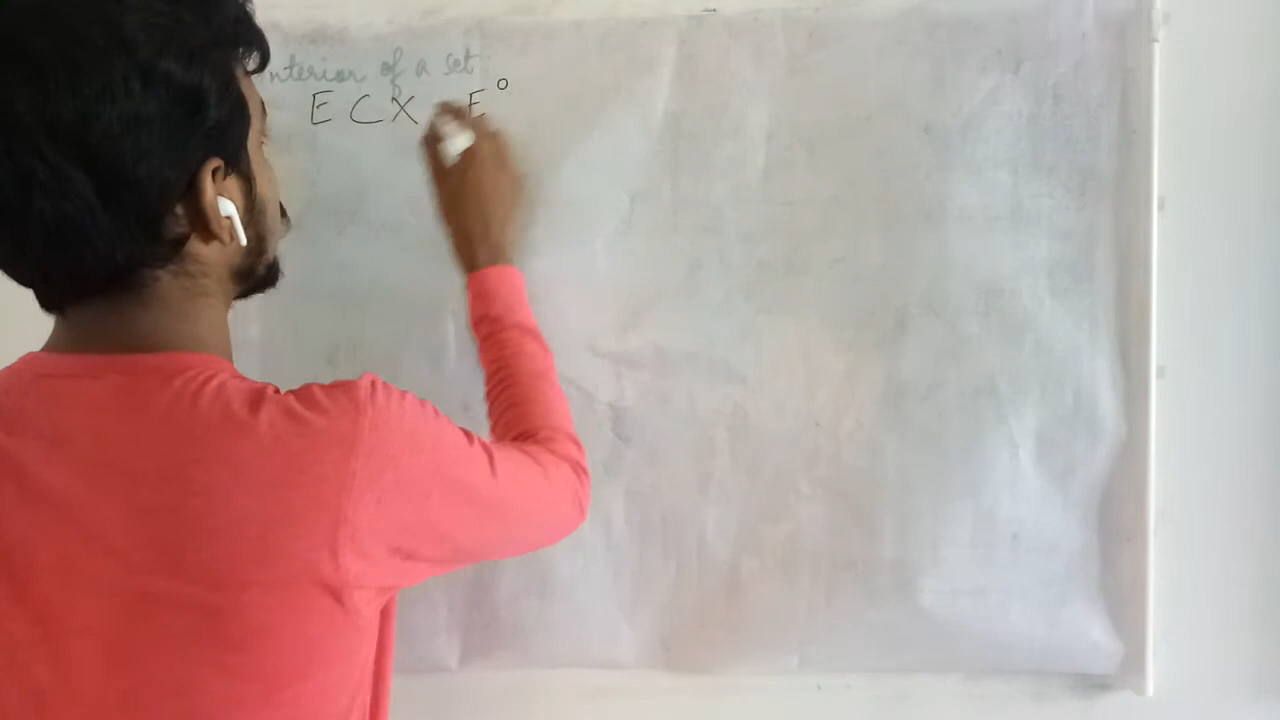 nterior of a set
E ⊂ X E°